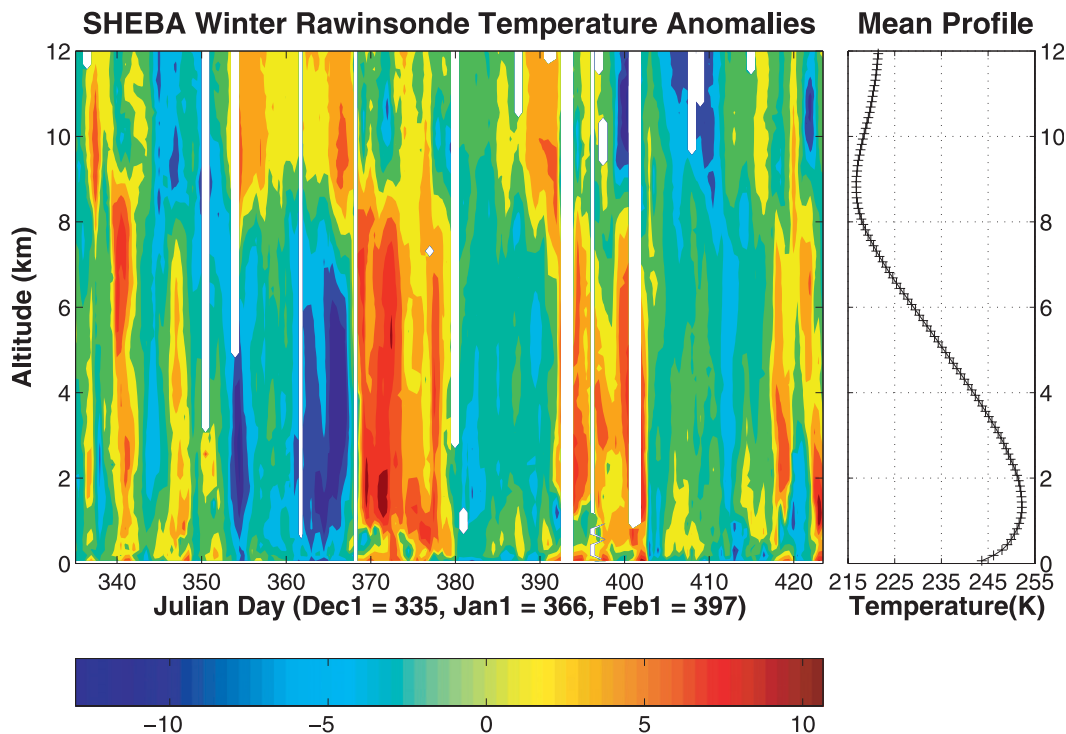 SHEBA Winter Rawinsonde Temperature Anomalies
Mean Profile
12
10
8
6
4
2
0
Altitude (km)
340 350 360 370 380 390 400 410 420
Julian Day (Dec1 = 335, Jan1 = 366, Feb1 = 397)
12
10
8
6
4
2
0
215 225 235 245 255
Temperature(K)
−10 −5 0 5 10